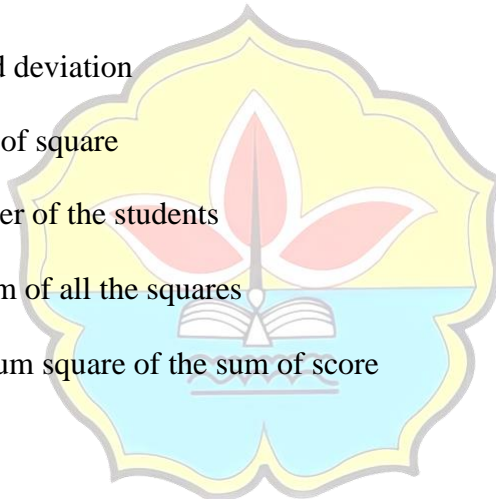 d deviation
of square
er of the students
m of all the squares
um square of the sum of score